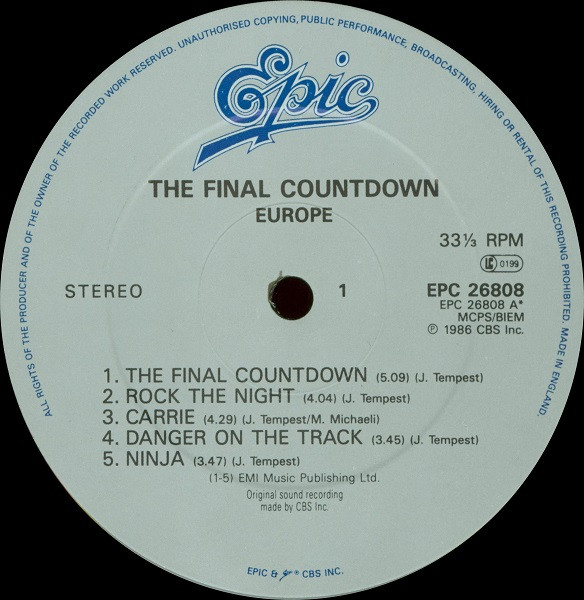 ALL RIGHTS OF THE PRODUCER AND OF THE OWNER OF THE RECORDED WORK RESERVED. UNAUTHORISED COPYING, PUBLIC PERFORMANCE, BROADCASTING, HIRING OR RENTAL OF THIS RECORDING PROHIBITED. MADE IN ENGLAND.
Epic
THE FINAL COUNTDOWN
EUROPE
33⅓ RPM
LC 0199
STEREO
1
EPC 26808
EPC 26808 A*
MCPS/BIEM
℗ 1986 CBS Inc.
1. THE FINAL COUNTDOWN (5.09) (J. Tempest)
2. ROCK THE NIGHT (4.04) (J. Tempest)
3. CARRIE (4.29) (J. Tempest/M. Michaeli)
4. DANGER ON THE TRACK (3.45) (J. Tempest)
5. NINJA (3.47) (J. Tempest)
(1-5) EMI Music Publishing Ltd.
Original sound recording
made by CBS Inc.
EPIC & ® CBS INC.